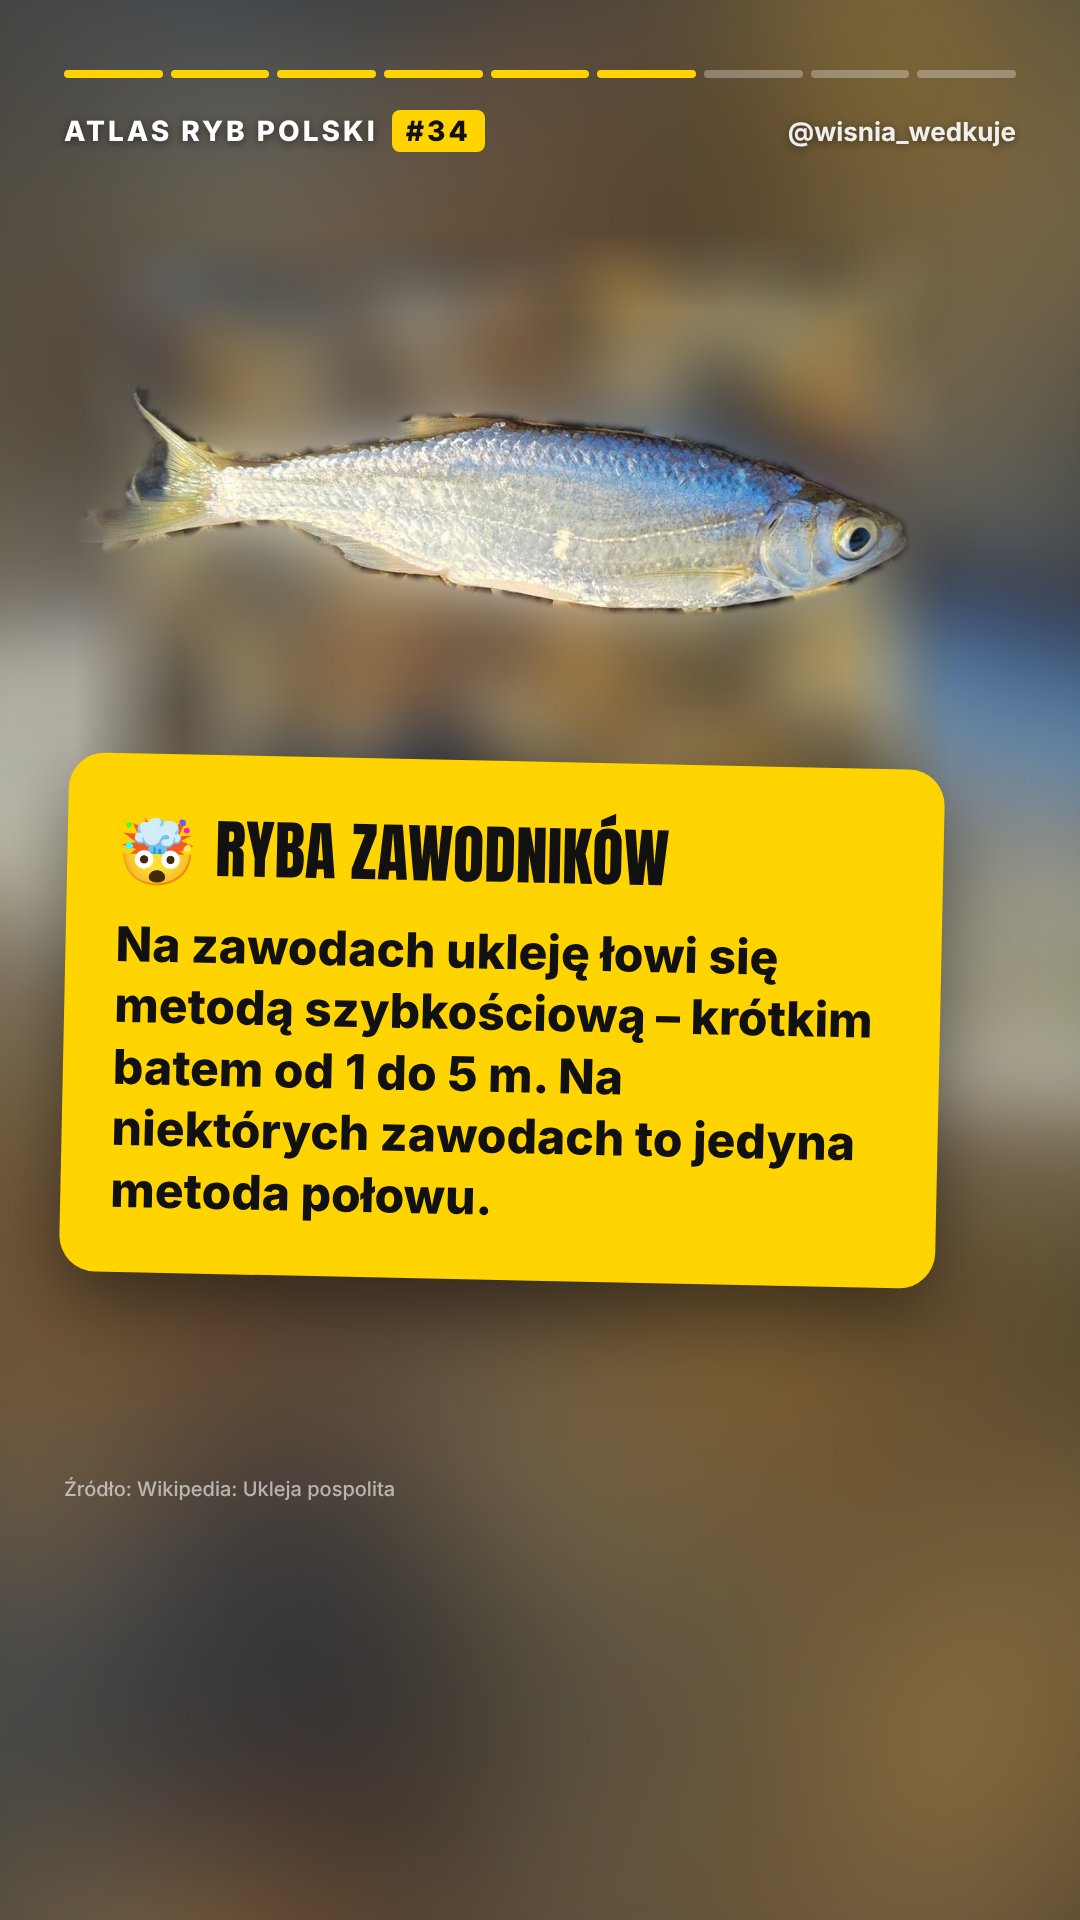 ATLAS RYB POLSKI #34
@wisnia_wedkuje
🤯 RYBA ZAWODNIKÓW
Na zawodach ukleję łowi się
metodą szybkościową – krótkim
batem od 1 do 5 m. Na
niektórych zawodach to jedyna
metoda połowu.
Źródło: Wikipedia: Ukleja pospolita